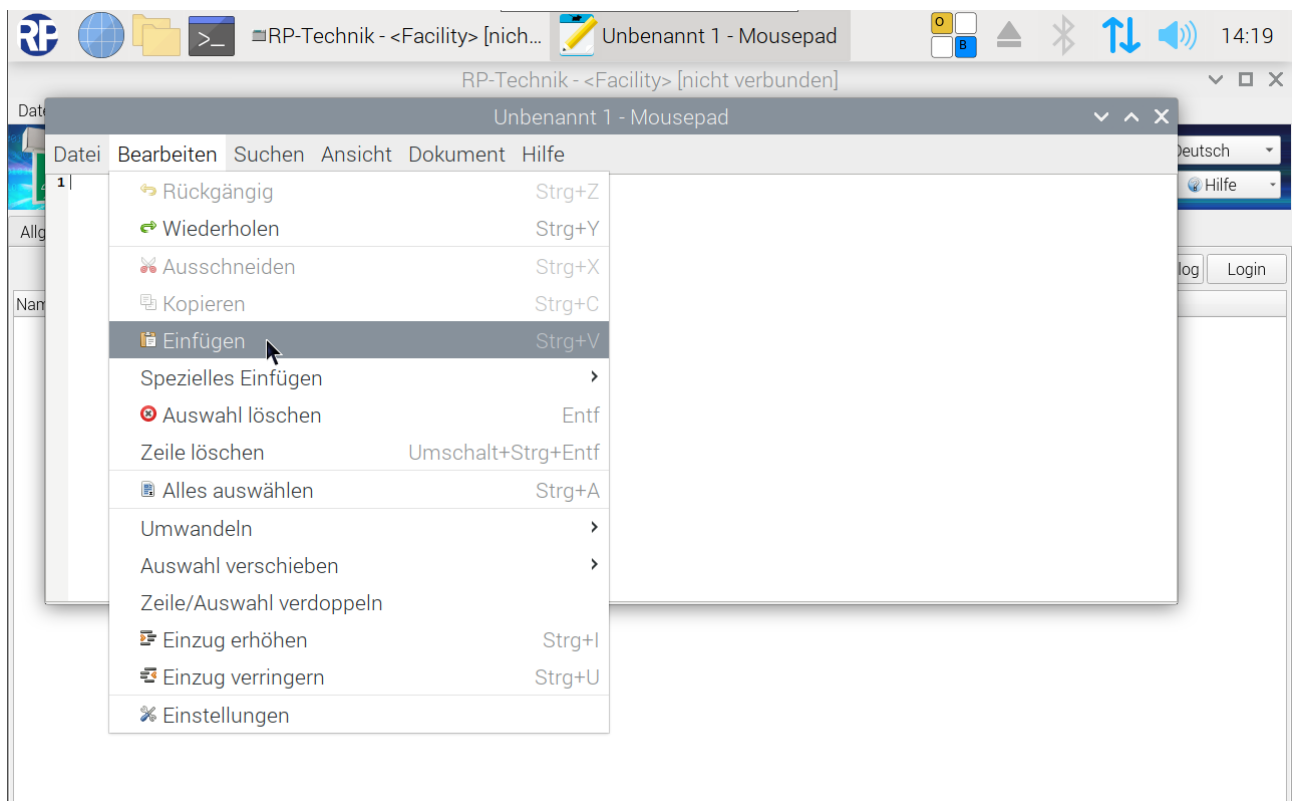 RP >_ RP-Technik - <Facility> [nich... Unbenannt 1 - Mousepad O B 14:19
RP-Technik - <Facility> [nicht verbunden]
Unbenannt 1 - Mousepad
Datei Bearbeiten Suchen Ansicht Dokument Hilfe
Deutsch
1
Rückgängig Strg+Z
Hilfe
Wiederholen Strg+Y
Ausschneiden Strg+X
log Login
Kopieren Strg+C
Einfügen Strg+V
Spezielles Einfügen
Auswahl löschen Entf
Zeile löschen Umschalt+Strg+Entf
Alles auswählen Strg+A
Umwandeln
Auswahl verschieben
Zeile/Auswahl verdoppeln
Einzug erhöhen Strg+I
Einzug verringern Strg+U
Einstellungen